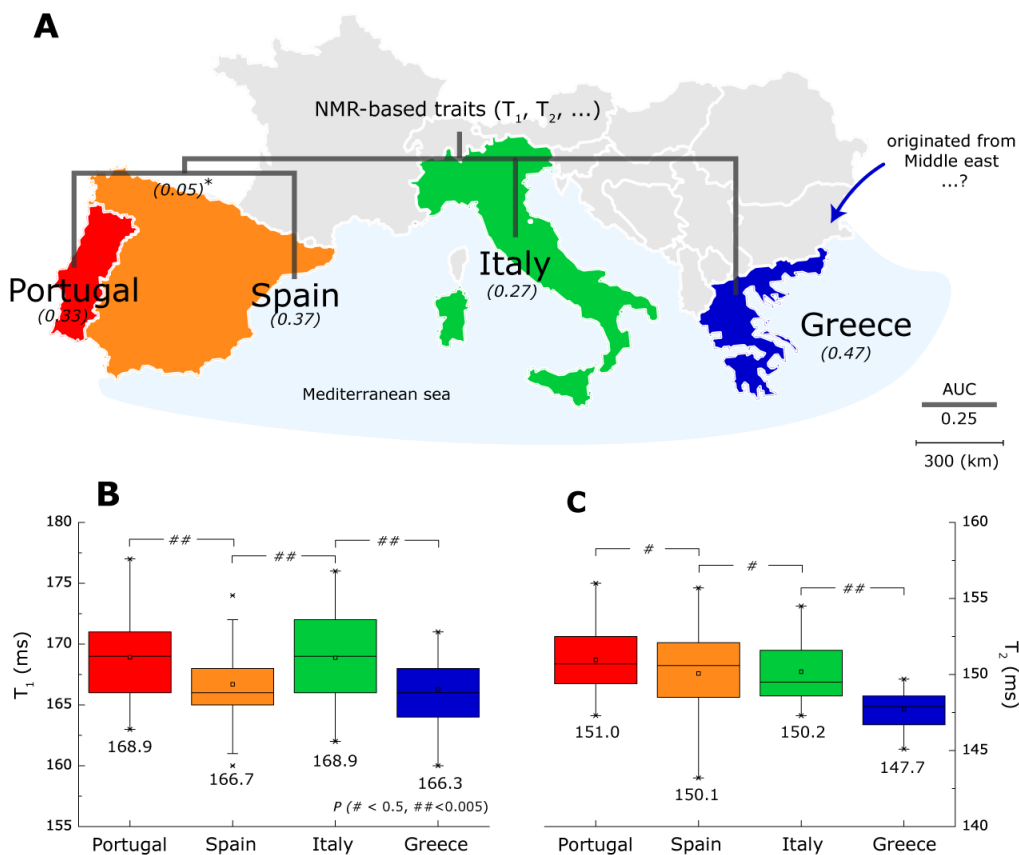 A
NMR-based traits (T1, T2, ...)
originated from
Middle east
...?
(0.05)*
Portugal
(0.33)
Spain
(0.37)
Italy
(0.27)
Greece
(0.47)
Mediterranean sea
AUC
0.25
300 (km)
B
T1 (ms)
180
175
170
165
160
155
##
##
##
168.9
166.7
168.9
166.3
P (# < 0.5, ##<0.005)
Portugal
Spain
Italy
Greece
C
#
#
##
151.0
150.1
150.2
147.7
Portugal
Spain
Italy
Greece
160
155
150
145
140
T2 (ms)